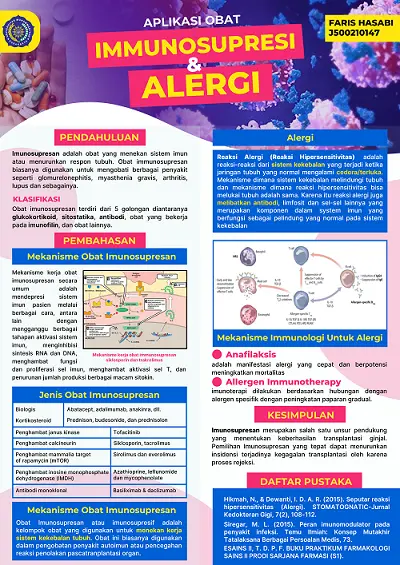 APLIKASI OBAT
IMMUNOSUPRESI
&
ALERGI
FARIS HASABI
J500210147
PENDAHULUAN
Imunosupresan adalah obat yang menekan sistem imun
atau menurunkan respon tubuh. Obat immunosupresan
biasanya digunakan untuk mengobati berbagai penyakit
seperti glomurdonephitis, myasthenia gravis, arthritis,
lupus dan sebagainya.
KLASIFIKASI
Obat imunosupresan terdiri dari 5 golongan diantaranya
glukokortikoid, sitostatika, antibodi, obat yang bekerja
pada imunofilin, dan obat lainnya.
PEMBAHASAN
Mekanisme Obat Imunosupresan
Mekanisme kerja obat
imunosupresan secara
umum adalah
mendepresi sistem
imun pasien melalui
berbagai cara, antara
lain dengan
mengganggu berbagai
tahapan aktivasi sistem
imun, menginhibisi
sintesis RNA dan DNA,
menghambat fungsi
dan proliferasi sel imun, menghambat aktivasi sel T, dan
penurunan jumlah produksi berbagai macam sitokin.
Mekanisme kerja obat immunosupresan
siklosporin dan trakrolimus
Jenis Obat Imunosupresan
Biologis Abatacept, adalimumab, anakinra, dll.
Kortikosteroid Prednison, budesonide, dan prednisolon
Penghambat janus kinase Tofacitinib
Penghambat calcineurin Siklosporin, tacrolimus
Penghambat mammalia target
of rapamycin (mTOR) Sirolimus dan everolimus
Penghambat inosine monophosphate
dehydrogenase (IMDH) Azathioprine, leflunomide
dan mycophenolate
Antibodi monoklonal Basiliximab & daclizumab
Mekanisme Obat Imunosupresan
Obat Imunosupresan atau imunosupresif adalah
kelompok obat yang digunakan untuk menekan kerja
sistem kekebalan tubuh. Obat ini biasanya digunakan
dalam pengobatan penyakit autoimun atau pencegahan
reaksi penolakan pascatransplantasi organ.
Alergi
Reaksi Alergi (Reaksi Hipersensitivitas) adalah
reaksi-reaksi dari sistem kekebalan yang terjadi ketika
jaringan tubuh yang normal mengalami cedera/terluka.
Mekanisme dimana sistem kekebalan melindungi tubuh
dan mekanisme dimana reaksi hipersensitivitas bisa
melukai tubuh adalah sama. Karena itu reaksi alergi juga
melibatkan antibodi, limfosit dan sel-sel lainnya yang
merupakan komponen dalam system imun yang
berfungsi sebagai pelindung yang normal pada sistem
kekebalan
Mekanisme Immunologi Untuk Alergi
Anafilaksis
adalah manifestasi alergi yang cepat dan berpotensi
meningkatkan mortalitas
Allergen Immunotherapy
imunoterapi dilakukan berdasarkan hubungan dengan
alergen spesifik dengan peningkatan paparan gradual.
KESIMPULAN
Imunosupresan merupakan salah satu unsur pendukung
yang menentukan keberhasilan transplantasi ginjal.
Pemilihan imunosupresan yang tepat dapat menurunkan
insidensi terjadinya kegagalan transplantasi oleh karena
proses rejeksi.
DAFTAR PUSTAKA
Hikmah, N., & Dewanti, I. D. A. R. (2015). Seputar reaksi
hipersensitivitas (Alergi). STOMATOGNATIC-Jurnal
Kedokteran Gigi, 7(2), 108-112.
Siregar, M. L. (2015). Peran imunomodulator pada
penyakit infeksi. Temu Ilmiah: Konsep Mutakhir
Tatalaksana Berbagai Persoalan Medis, 73.
ESAINS II, T. D. P. F. BUKU PRAKTIKUM FARMAKOLOGI
SAINS II PRODI SARJANA FARMASI (S1).